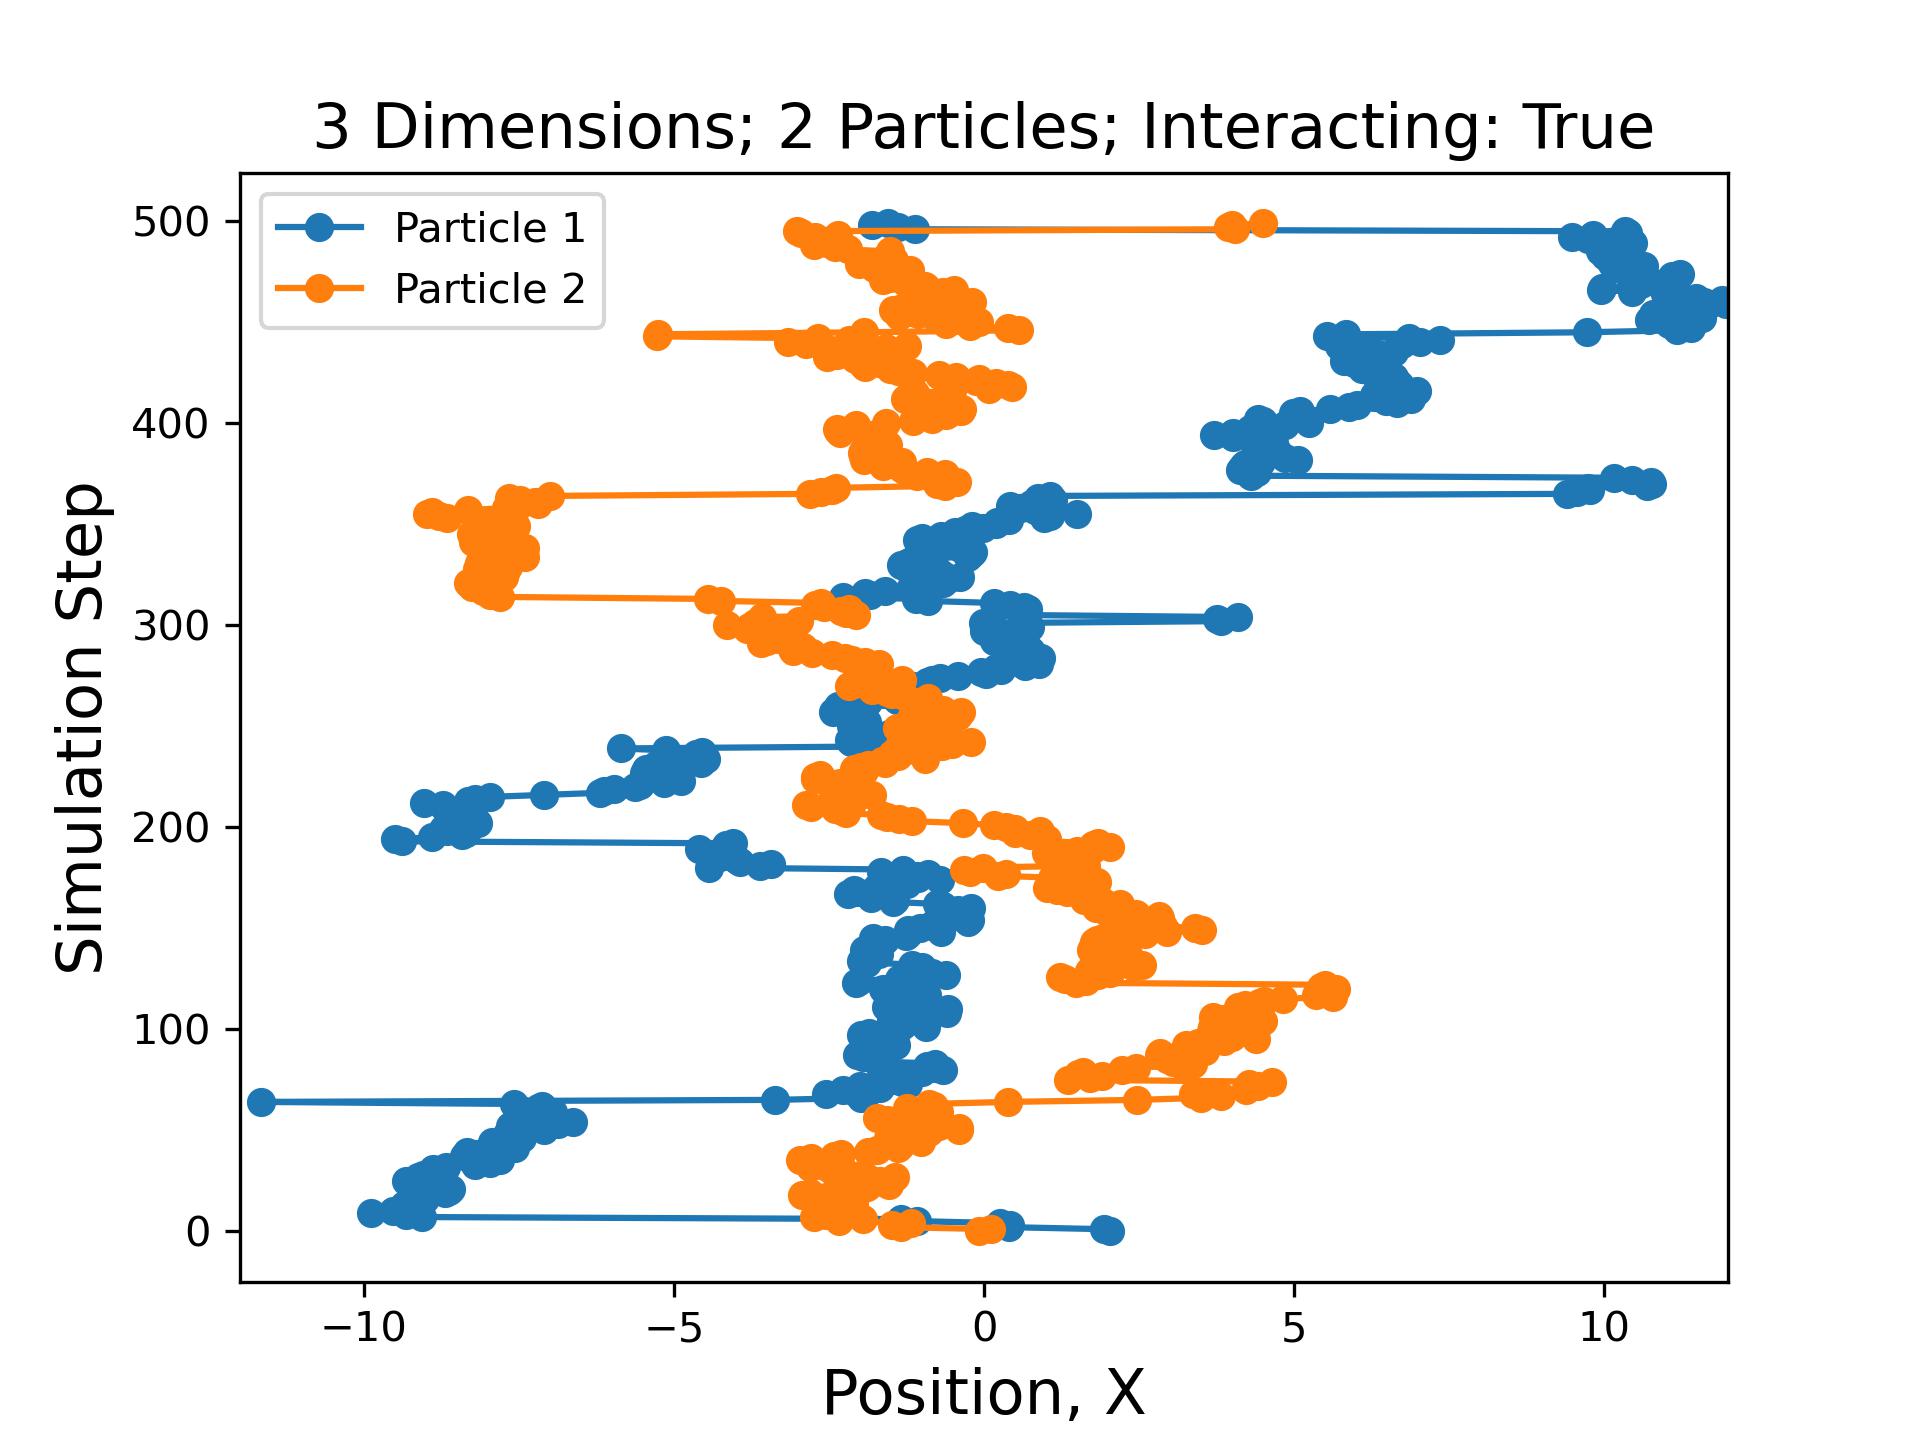 3 Dimensions; 2 Particles; Interacting: True
Particle 1
Particle 2
500
400
300
200
100
0
Simulation Step
−10
−5
0
5
10
Position, X